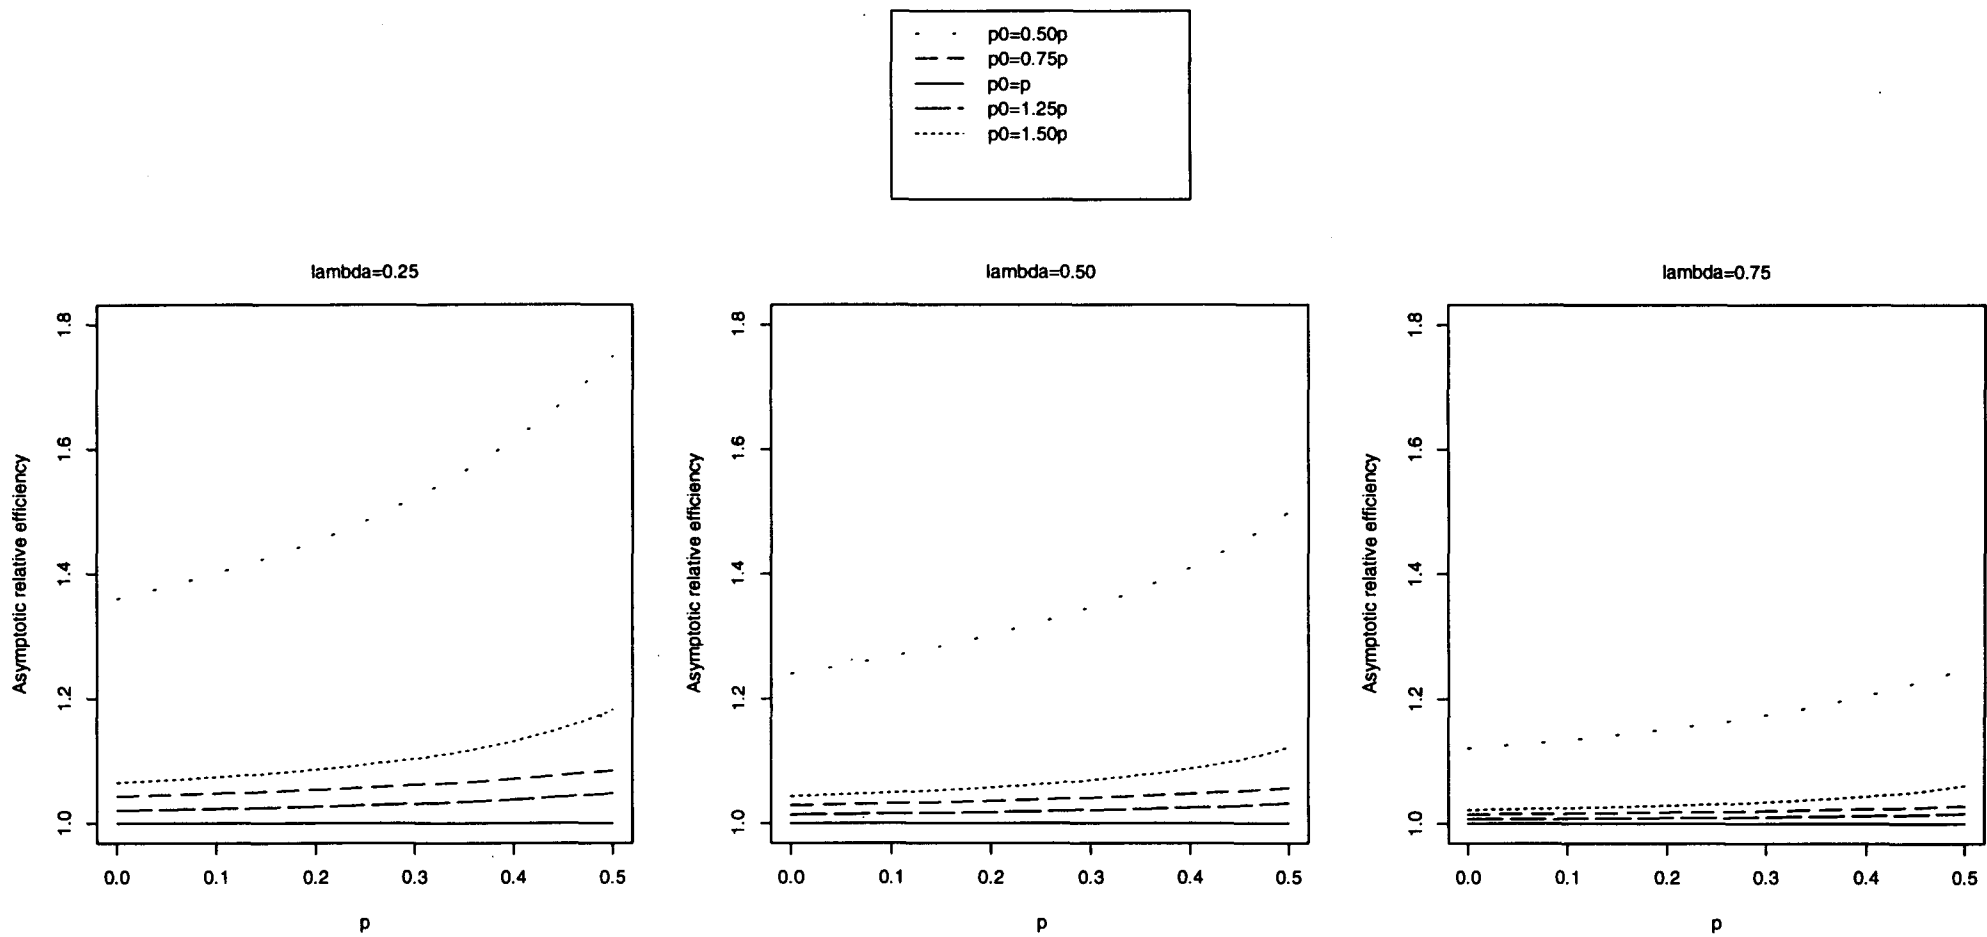 p0=0.50p
p0=0.75p
p0=p
p0=1.25p
p0=1.50p
lambda=0.25
Asymptotic relative efficiency
1.8
1.6
1.4
1.2
1.0
0.0 0.1 0.2 0.3 0.4 0.5
p
lambda=0.50
Asymptotic relative efficiency
1.8
1.6
1.4
1.2
1.0
0.0 0.1 0.2 0.3 0.4 0.5
p
lambda=0.75
Asymptotic relative efficiency
1.8
1.6
1.4
1.2
1.0
0.0 0.1 0.2 0.3 0.4 0.5
p